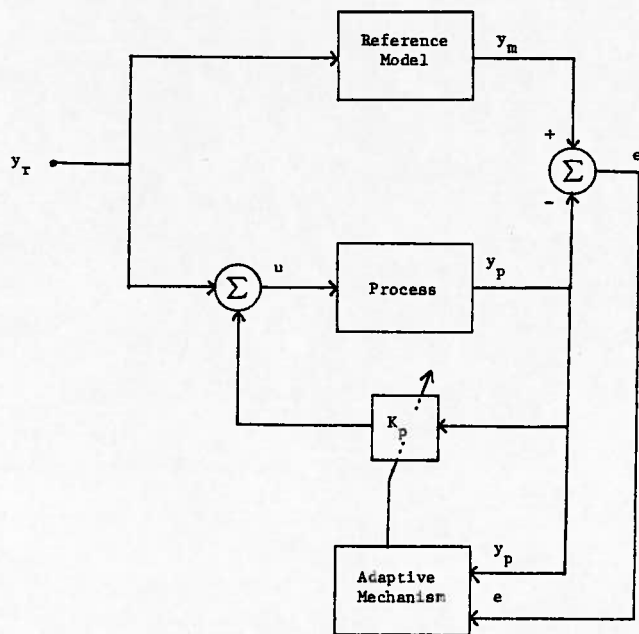 Reference
Model
y_m
+
e
y_r
Σ
-
u
y_p
Σ
Process
K_p
y_p
Adaptive
Mechanism
e